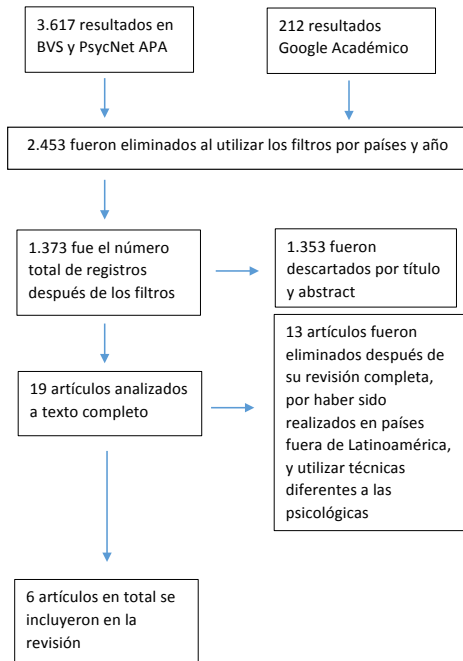 3.617 resultados en
BVS y PsycNet APA
212 resultados
Google Académico
2.453 fueron eliminados al utilizar los filtros por países y año
1.373 fue el número
total de registros
después de los filtros
1.353 fueron
descartados por título
y abstract
19 artículos analizados
a texto completo
13 artículos fueron
eliminados después de
su revisión completa,
por haber sido
realizados en países
fuera de Latinoamérica,
y utilizar técnicas
diferentes a las
psicológicas
6 artículos en total se
incluyeron en la
revisión